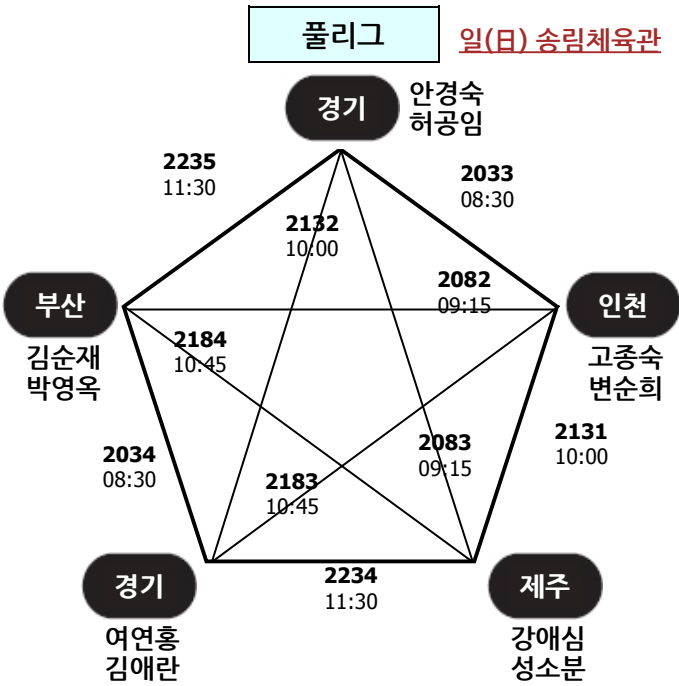 풀리그
일(日) 송림체육관
경기
안경숙
허공임
2235
11:30
2033
08:30
2132
10:00
2082
09:15
부산
김순재
박영옥
인천
고종숙
변순희
2184
10:45
2034
08:30
2183
10:45
2083
09:15
2131
10:00
경기
여연홍
김애란
2234
11:30
제주
강애심
성소분